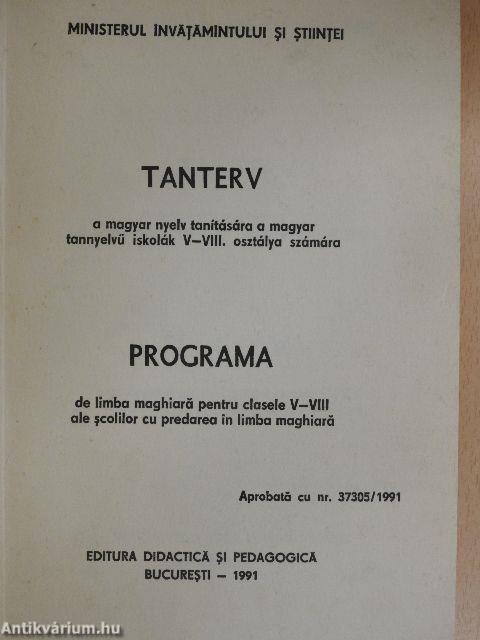 MINISTERUL ÎNVĂȚĂMÎNTULUI ȘI ȘTIINȚEI
TANTERV
a magyar nyelv tanítására a magyar
tannyelvű iskolák V—VIII. osztálya számára
PROGRAMA
de limba maghiară pentru clasele V—VIII
ale școlilor cu predarea în limba maghiară
Aprobată cu nr. 37305/1991
EDITURA DIDACTICĂ ȘI PEDAGOGICĂ
BUCUREȘTI — 1991
Antikvárium.hu